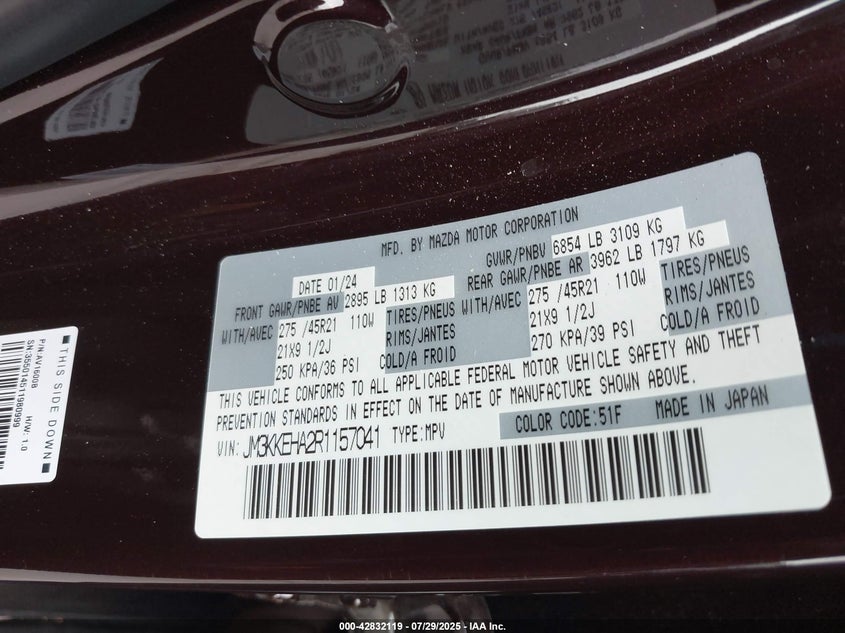 MFD. BY MAZDA MOTOR CORPORATION
DATE 01/24
GVWR/PNBV 6854 LB 3109 KG
FRONT GAWR/PNBE AV 2895 LB 1313 KG
REAR GAWR/PNBE AR 3962 LB 1797 KG
WITH/AVEC 275 /45R21 110W TIRES/PNEUS
21X9 1/2J RIMS/JANTES
250 KPA/36 PSI COLD/A FROID
WITH/AVEC 275 /45R21 110W TIRES/PNEUS
21X9 1/2J RIMS/JANTES
270 KPA/39 PSI COLD/A FROID
THIS VEHICLE CONFORMS TO ALL APPLICABLE FEDERAL MOTOR VEHICLE SAFETY AND THEFT
PREVENTION STANDARDS IN EFFECT ON THE DATE OF MANUFACTURE SHOWN ABOVE.
COLOR CODE:51F MADE IN JAPAN
VIN: JM3KKEHA2R1157041 TYPE:MPV
THIS SIDE DOWN
P/N:AV16008
SN:355014511980999
H/W: 1.0
000-42832119 - 07/29/2025 - IAA Inc.